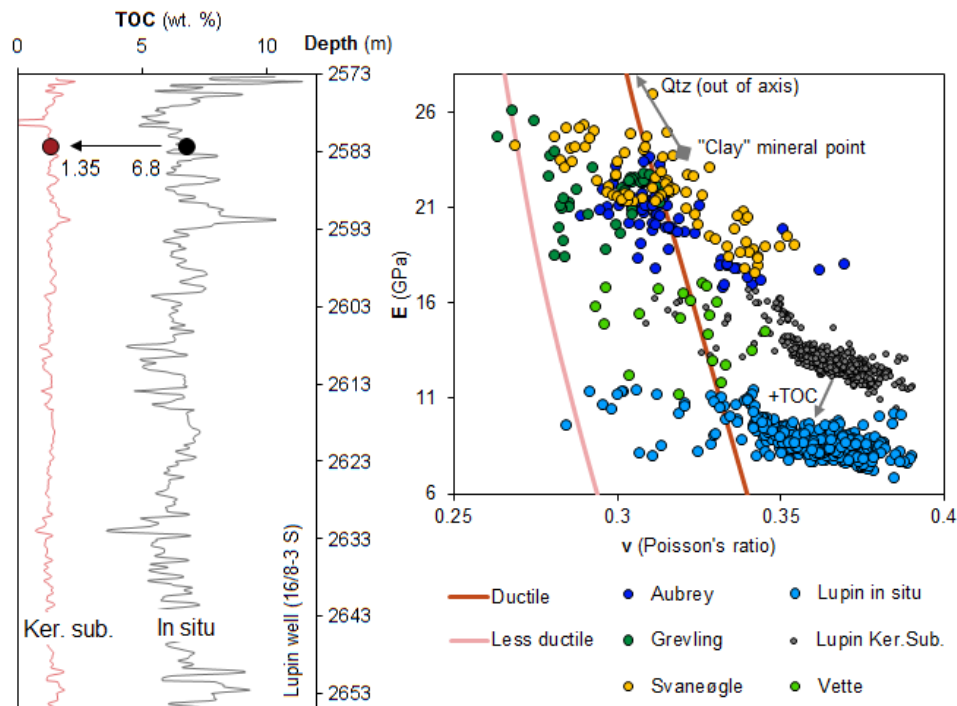 TOC (wt. %)
0 5 10
Depth (m)
2573
2583
2593
2603
2613
2623
2633
2643
2653
1.35 6.8
Ker. sub. In situ
Lupin well (16/8-3 S)
26
21
16
11
6
E (GPa)
Qtz (out of axis)
"Clay" mineral point
+TOC
0.25 0.3 0.35 0.4
v (Poisson's ratio)
Ductile Aubrey Lupin in situ
Less ductile Grevling Lupin Ker.Sub.
Svaneøgle Vette